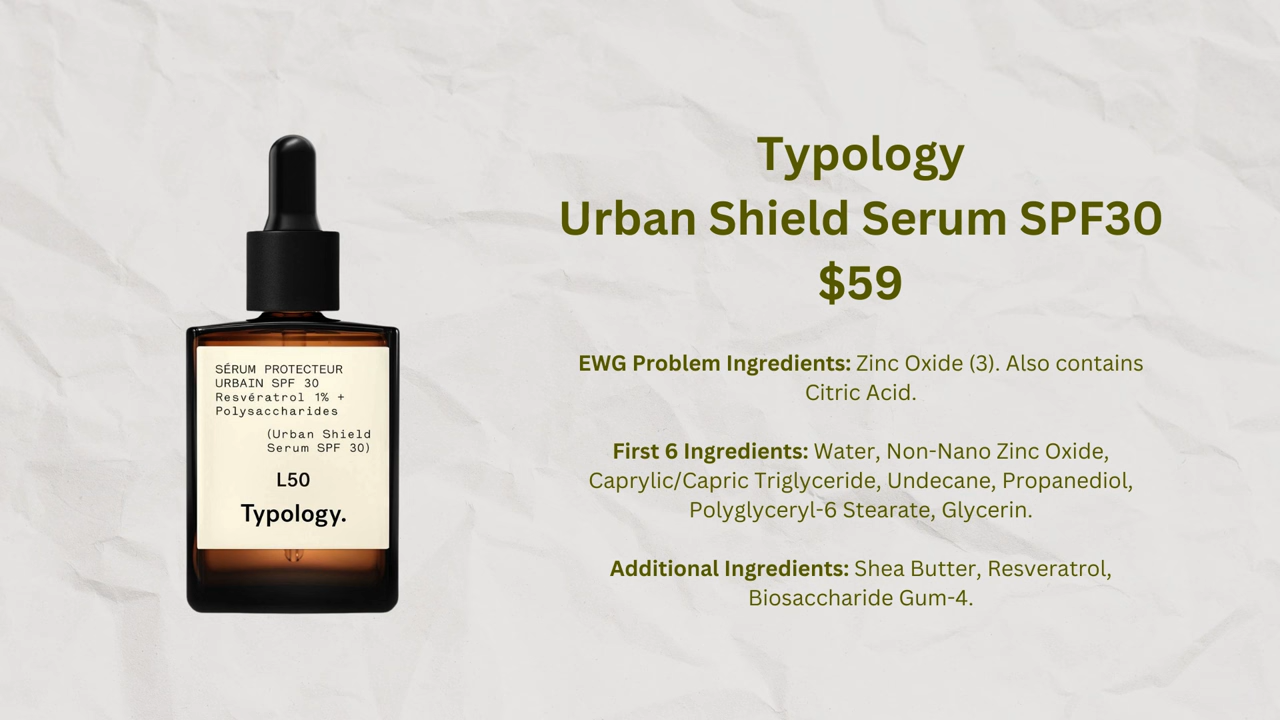 SÉRUM PROTECTEUR
URBAIN SPF 30
Resvératrol 1% +
Polysaccharides
(Urban Shield
Serum SPF 30)
L50
Typology.
Typology
Urban Shield Serum SPF30
$59
EWG Problem Ingredients: Zinc Oxide (3). Also contains
Citric Acid.
First 6 Ingredients: Water, Non-Nano Zinc Oxide,
Caprylic/Capric Triglyceride, Undecane, Propanediol,
Polyglyceryl-6 Stearate, Glycerin.
Additional Ingredients: Shea Butter, Resveratrol,
Biosaccharide Gum-4.